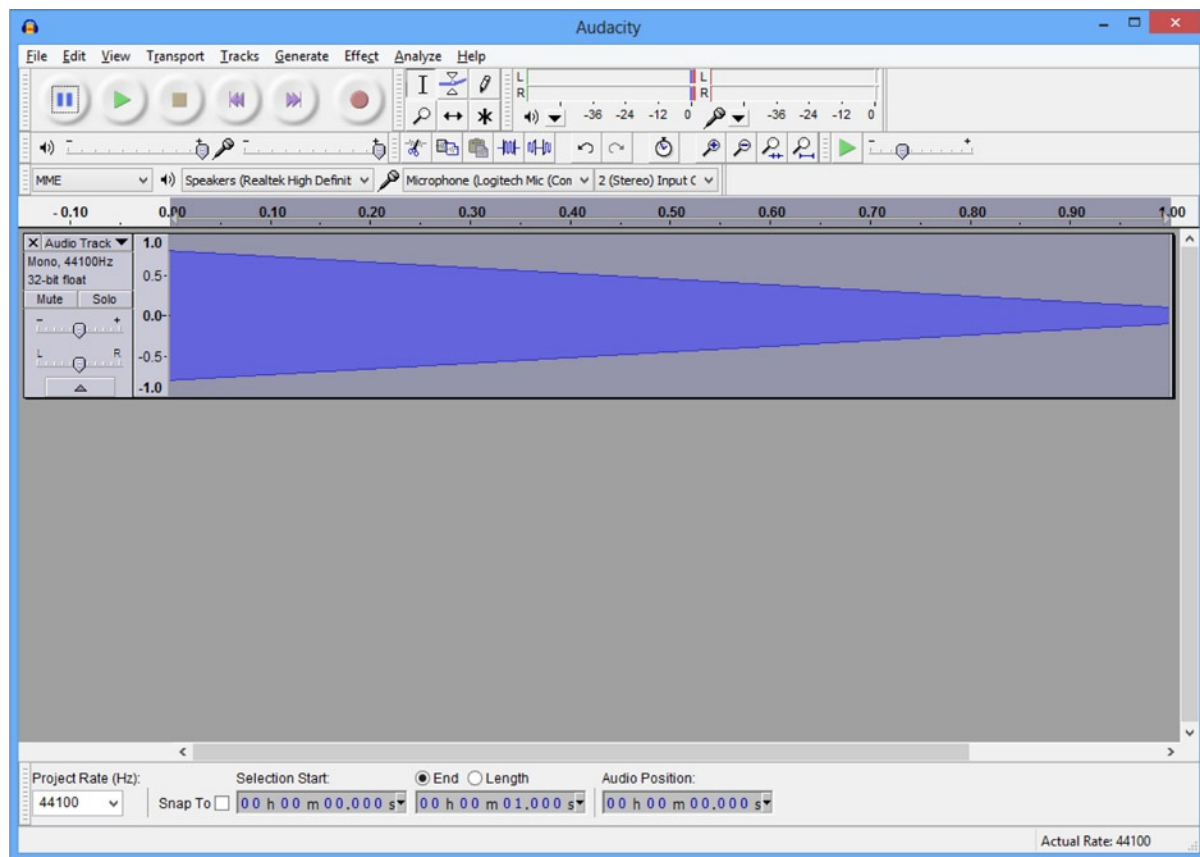 Audacity
File Edit View Transport Tracks Generate Effect Analyze Help
L
R
L
R
-36 -24 -12 0
-36 -24 -12 0
MME
Speakers (Realtek High Definit
Microphone (Logitech Mic (Con
2 (Stereo) Input C
- 0.10 0.00 0.10 0.20 0.30 0.40 0.50 0.60 0.70 0.80 0.90 1.00
X Audio Track
Mono, 44100Hz
32-bit float
Mute Solo
- +
L R
1.0
0.5-
0.0-
-0.5-
-1.0
Project Rate (Hz): Selection Start: End Length Audio Position:
44100 Snap To 00 h 00 m 00.000 s 00 h 00 m 01.000 s 00 h 00 m 00.000 s
Actual Rate: 44100